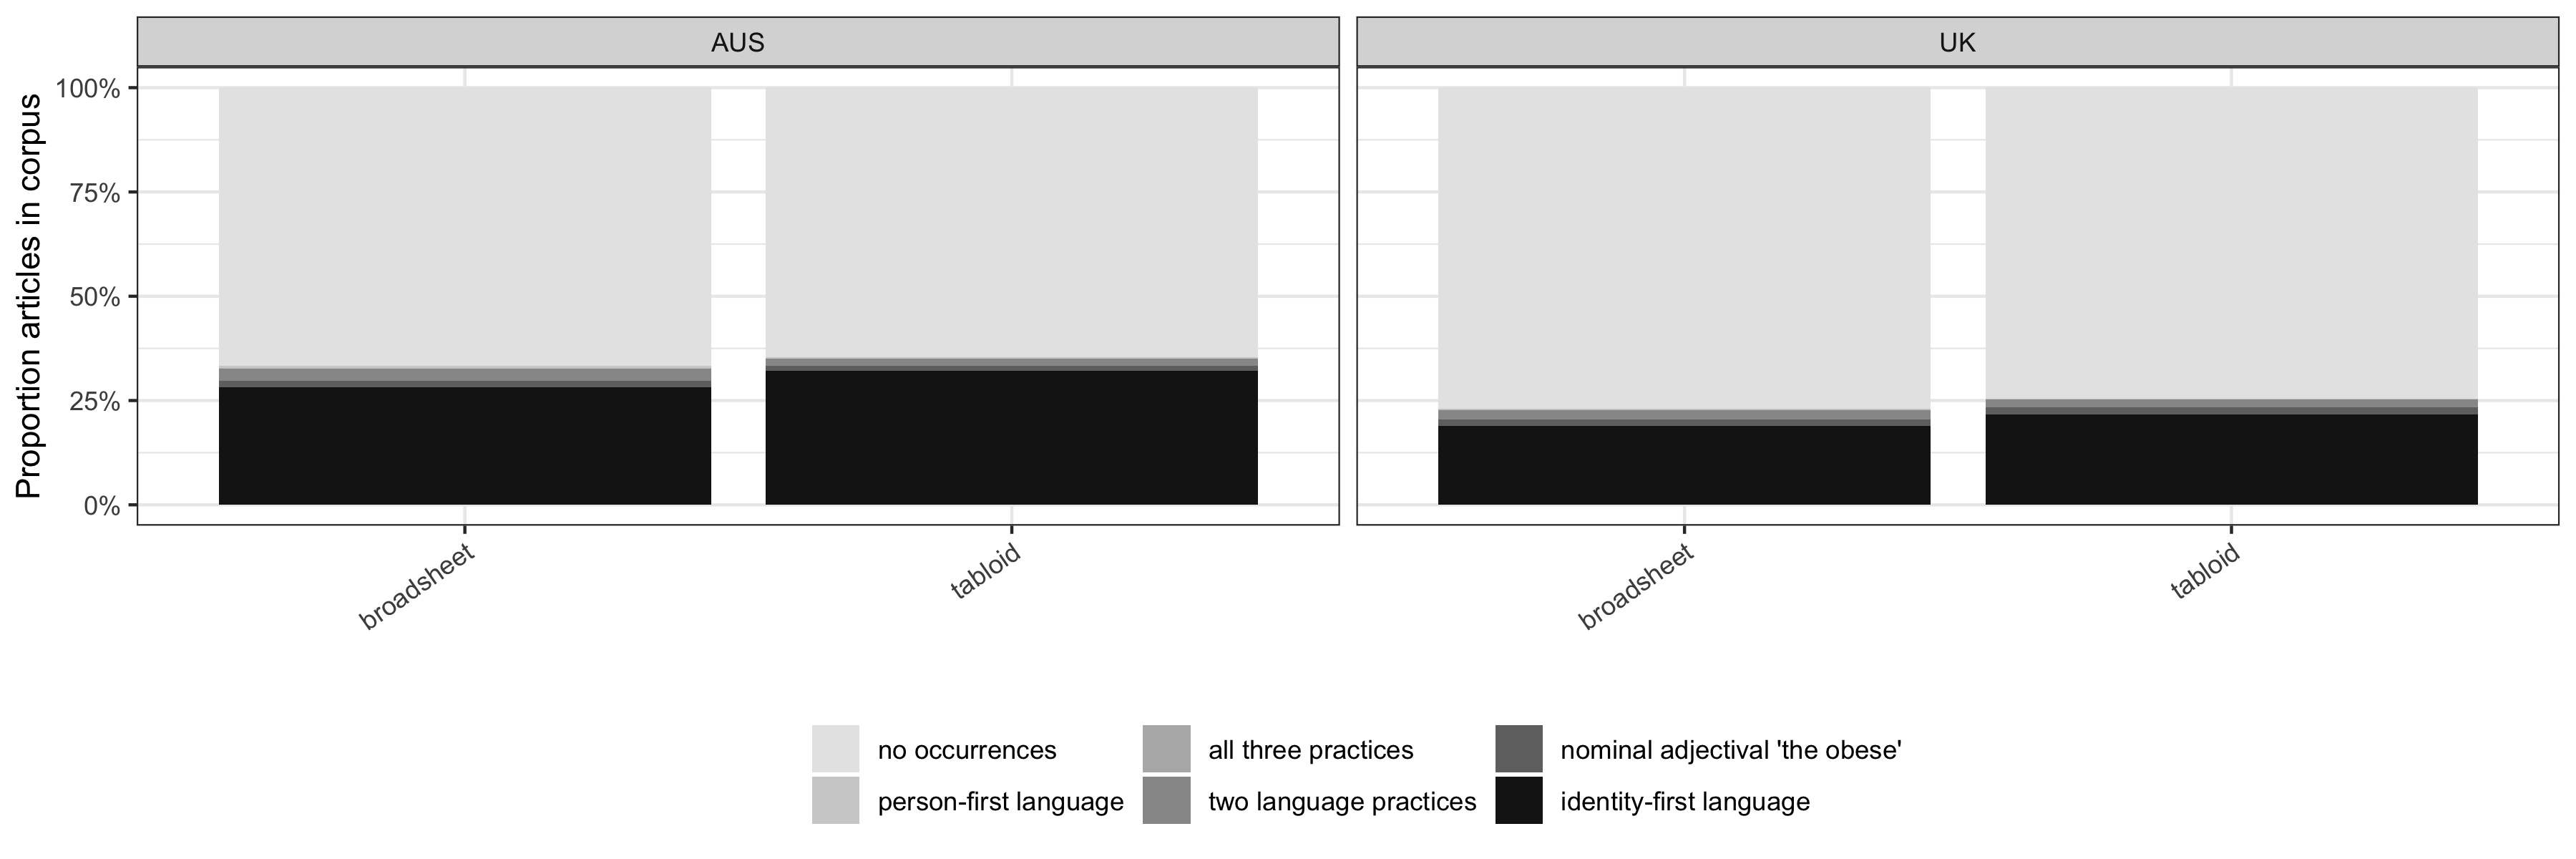 AUS
UK
Proportion articles in corpus
100%
75%
50%
25%
0%
broadsheet
tabloid
broadsheet
tabloid
no occurrences
all three practices
nominal adjectival 'the obese'
person-first language
two language practices
identity-first language